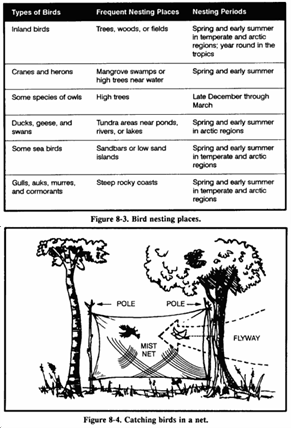 Types of Birds Frequent Nesting Places Nesting Periods
Inland birds Trees, woods, or fields Spring and early summer
in temperate and arctic
regions; year round in the
tropics
Cranes and herons Mangrove swamps or Spring and early summer
high trees near water
Some species of owls High trees Late December through
March
Ducks, geese, and Tundra areas near ponds, Spring and early summer
swans rivers, or lakes in arctic regions
Some sea birds Sandbars or low sand Spring and early summer
islands in temperate and arctic
regions
Gulls, auks, murres, Steep rocky coasts Spring and early summer
and cormorants in temperate and arctic
regions
Figure 8-3. Bird nesting places.
POLE POLE
MIST
NET
FLYWAY
Figure 8-4. Catching birds in a net.